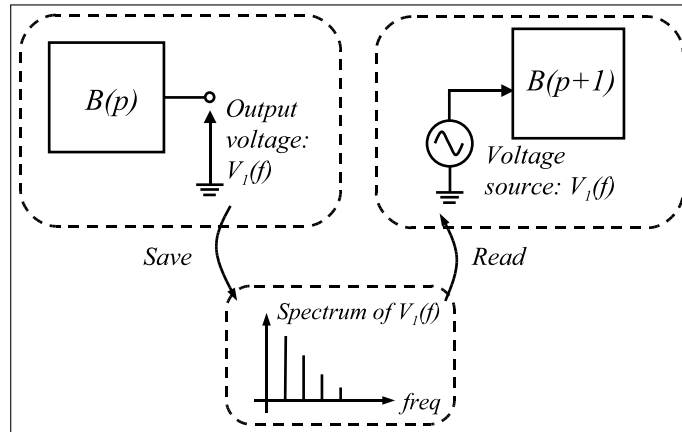 B(p)
Output
voltage:
V₁(f)
B(p+1)
Voltage
source: V₁(f)
Save
Read
Spectrum of V₁(f)
freq